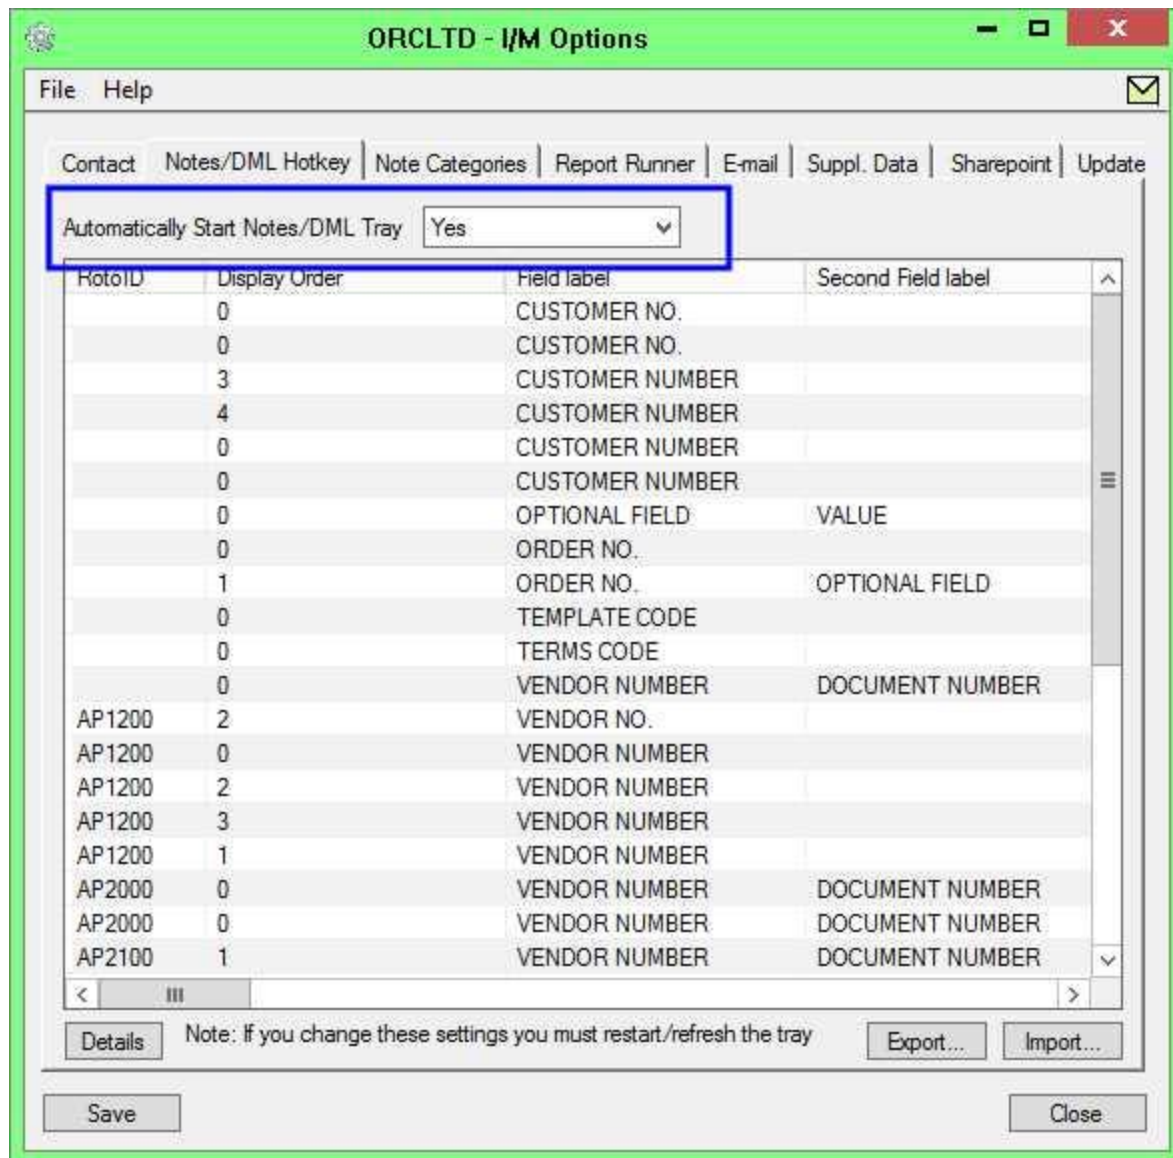 ORCLTD - I/M Options
File Help
Contact Notes/DML Hotkey Note Categories Report Runner E-mail Suppl. Data Sharepoint Update
Automatically Start Notes/DML Tray Yes
RotoID Display Order Field label Second Field label
0 CUSTOMER NO.
0 CUSTOMER NO.
3 CUSTOMER NUMBER
4 CUSTOMER NUMBER
0 CUSTOMER NUMBER
0 CUSTOMER NUMBER
0 OPTIONAL FIELD VALUE
0 ORDER NO.
1 ORDER NO. OPTIONAL FIELD
0 TEMPLATE CODE
0 TERMS CODE
0 VENDOR NUMBER DOCUMENT NUMBER
AP1200 2 VENDOR NO.
AP1200 0 VENDOR NUMBER
AP1200 2 VENDOR NUMBER
AP1200 3 VENDOR NUMBER
AP1200 1 VENDOR NUMBER
AP2000 0 VENDOR NUMBER DOCUMENT NUMBER
AP2000 0 VENDOR NUMBER DOCUMENT NUMBER
AP2100 1 VENDOR NUMBER DOCUMENT NUMBER
Details Note: If you change these settings you must restart/refresh the tray Export... Import...
Save Close